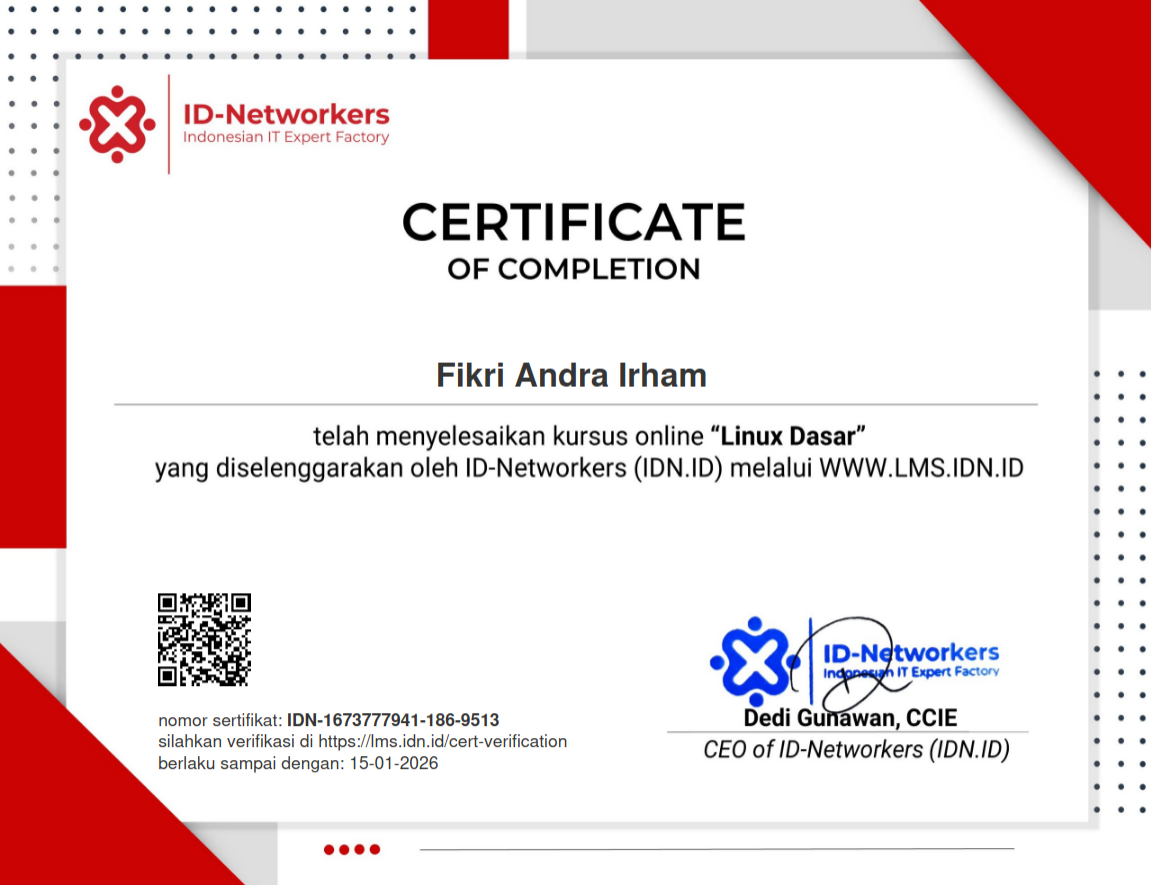 ID-Networkers
Indonesian IT Expert Factory
CERTIFICATE
OF COMPLETION
Fikri Andra Irham
telah menyelesaikan kursus online “Linux Dasar”
yang diselenggarakan oleh ID-Networkers (IDN.ID) melalui WWW.LMS.IDN.ID
nomor sertifikat: IDN-1673777941-186-9513
silahkan verifikasi di https://lms.idn.id/cert-verification
berlaku sampai dengan: 15-01-2026
ID-Networkers
Indonesian IT Expert Factory
Dedi Gunawan, CCIE
CEO of ID-Networkers (IDN.ID)